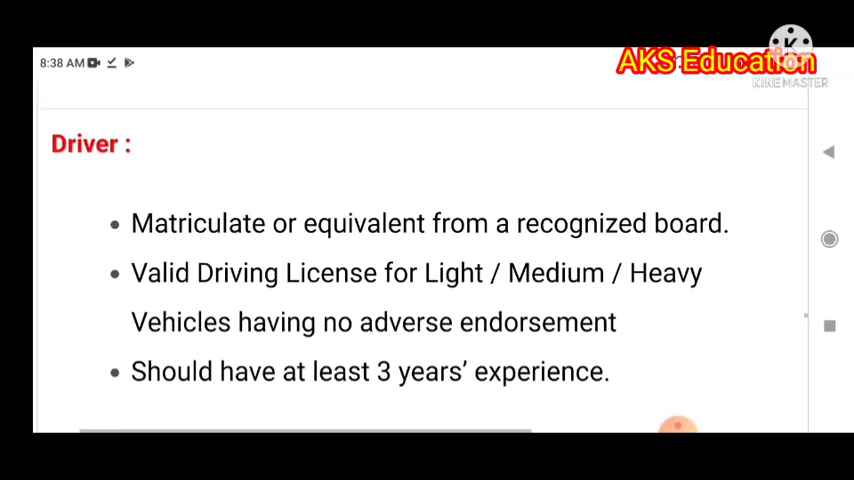 8:38 AM
AKS Education
KINEMASTER
Driver :
• Matriculate or equivalent from a recognized board.
• Valid Driving License for Light / Medium / Heavy
Vehicles having no adverse endorsement
• Should have at least 3 years’ experience.